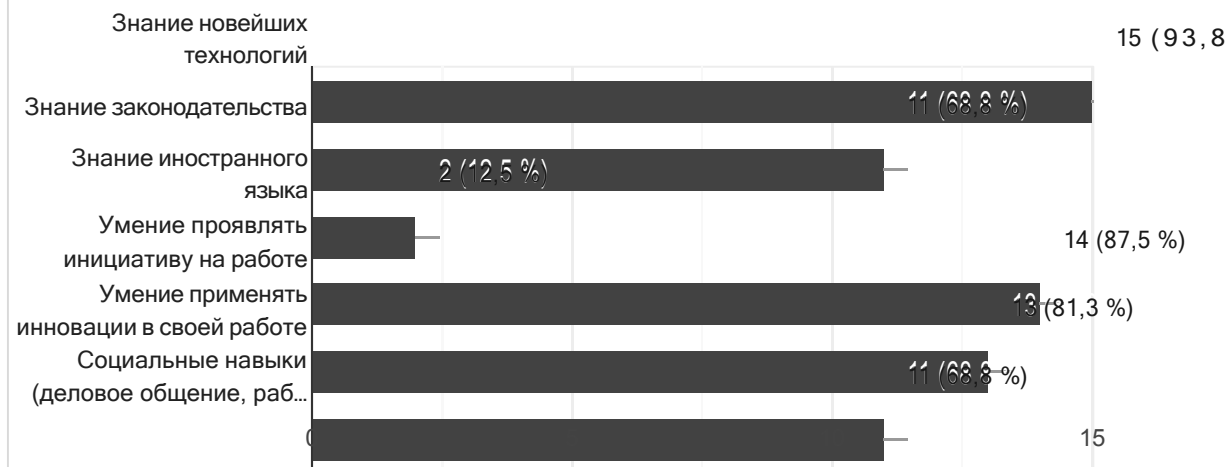 Знание новейших
технологий
15 (93,8
Знание законодательства
11 (68,8 %)
Знание иностранного
языка
2 (12,5 %)
Умение проявлять
инициативу на работе
14 (87,5 %)
Умение применять
инновации в своей работе
13 (81,3 %)
Социальные навыки
(деловое общение, раб...
11 (68,8 %)
0
15